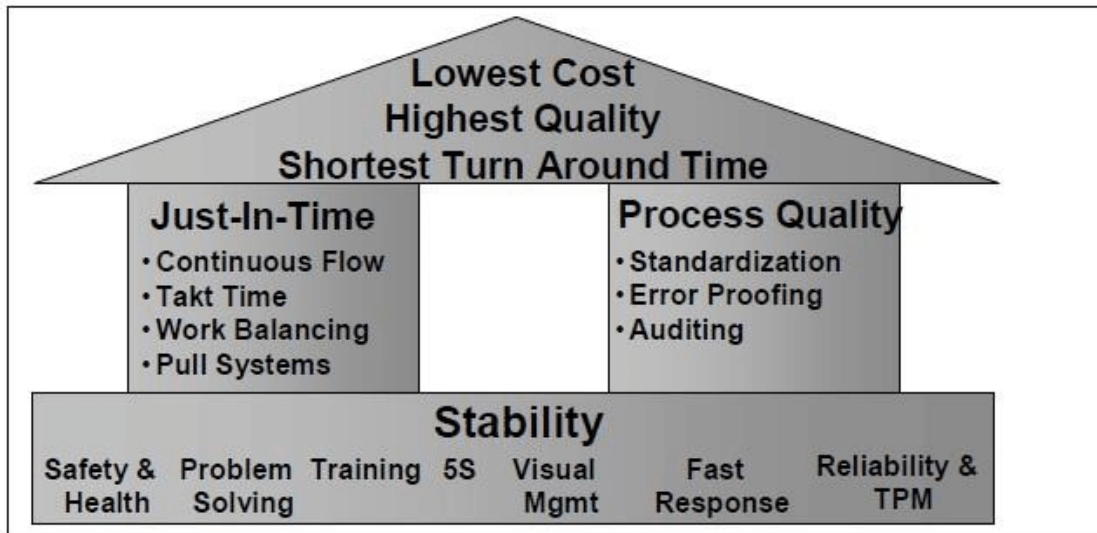 Lowest Cost
Highest Quality
Shortest Turn Around Time
Just-In-Time
• Continuous Flow
• Takt Time
• Work Balancing
• Pull Systems
Process Quality
• Standardization
• Error Proofing
• Auditing
Stability
Safety &
Health
Problem
Solving
Training
5S
Visual
Mgmt
Fast
Response
Reliability &
TPM